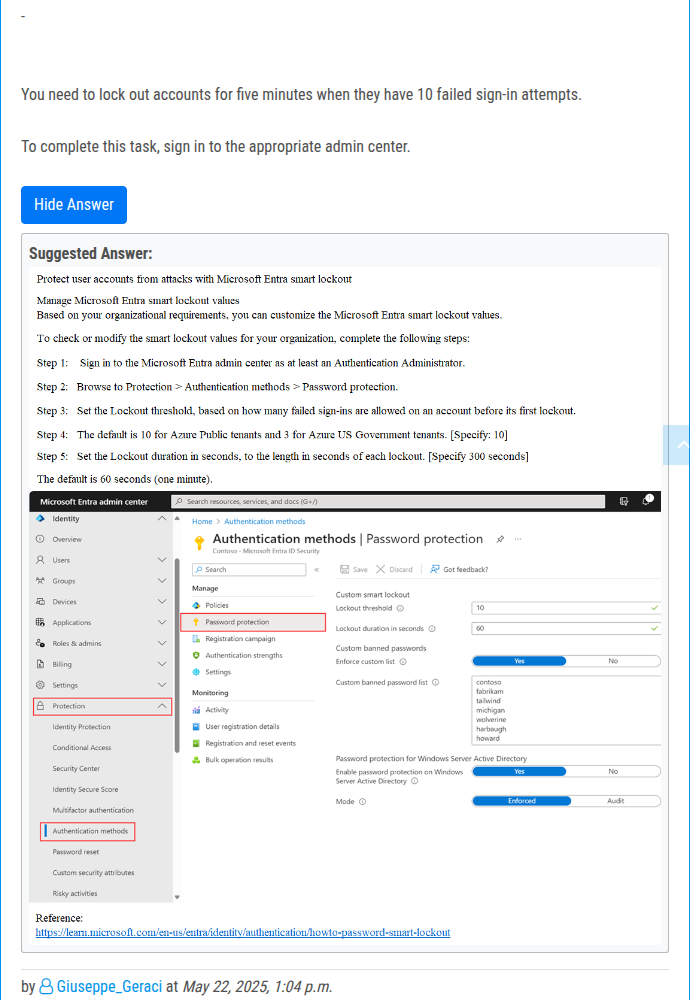 -
You need to lock out accounts for five minutes when they have 10 failed sign-in attempts.
To complete this task, sign in to the appropriate admin center.
Hide Answer
Suggested Answer:
Protect user accounts from attacks with Microsoft Entra smart lockout
Manage Microsoft Entra smart lockout values
Based on your organizational requirements, you can customize the Microsoft Entra smart lockout values.
To check or modify the smart lockout values for your organization, complete the following steps:
Step 1: Sign in to the Microsoft Entra admin center as at least an Authentication Administrator.
Step 2: Browse to Protection > Authentication methods > Password protection.
Step 3: Set the Lockout threshold, based on how many failed sign-ins are allowed on an account before its first lockout.
Step 4: The default is 10 for Azure Public tenants and 3 for Azure US Government tenants. [Specify: 10]
Step 5: Set the Lockout duration in seconds, to the length in seconds of each lockout. [Specify 300 seconds]
The default is 60 seconds (one minute).
Microsoft Entra admin center
Search resources, services, and docs (G+/)
1
Identity
Overview
Users
Groups
Devices
Applications
Roles & admins
Billing
Settings
Protection
Identity Protection
Conditional Access
Security Center
Identity Secure Score
Multifactor authentication
Authentication methods
Password reset
Custom security attributes
Risky activities
Home > Authentication methods
Authentication methods | Password protection ...
Contoso - Microsoft Entra ID Security
Search
«
Manage
Policies
Password protection
Registration campaign
Authentication strengths
Settings
Monitoring
Activity
User registration details
Registration and reset events
Bulk operation results
Save Discard Got feedback?
Custom smart lockout
Lockout threshold 10
Lockout duration in seconds 60
Custom banned passwords
Enforce custom list Yes No
Custom banned password list
contoso
fabrikam
tailwind
michigan
wolverine
harbaugh
howard
Password protection for Windows Server Active Directory
Enable password protection on Windows Server Active Directory Yes No
Mode Enforced Audit
Reference:
https://learn.microsoft.com/en-us/entra/identity/authentication/howto-password-smart-lockout
by Giuseppe_Geraci at May 22, 2025, 1:04 p.m.